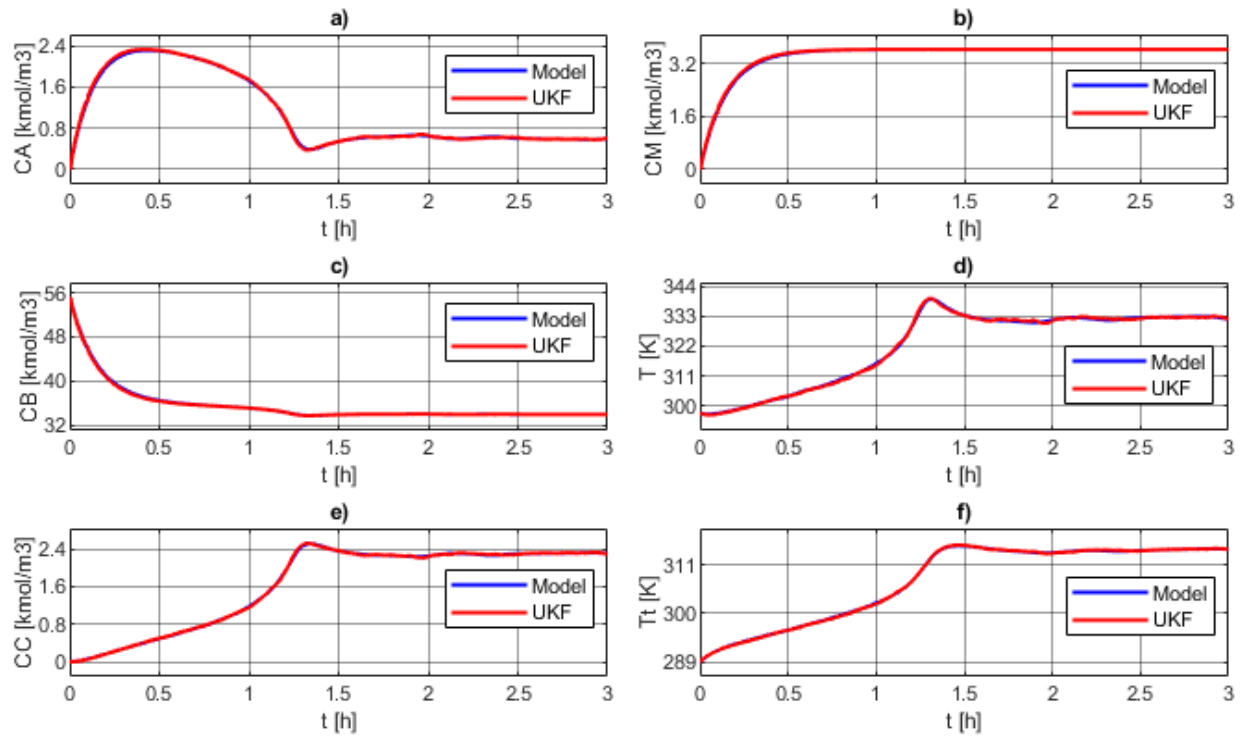 a)
CA [kmol/m3]
2.4
1.6
0.8
0
Model
UKF
0 0.5 1 1.5 2 2.5 3
t [h]
b)
CM [kmol/m3]
3.2
1.6
0
Model
UKF
0 0.5 1 1.5 2 2.5 3
t [h]
c)
CB [kmol/m3]
56
48
40
32
Model
UKF
0 0.5 1 1.5 2 2.5 3
t [h]
d)
T [K]
344
333
322
311
300
Model
UKF
0 0.5 1 1.5 2 2.5 3
t [h]
e)
CC [kmol/m3]
2.4
1.6
0.8
0
Model
UKF
0 0.5 1 1.5 2 2.5 3
t [h]
f)
Tt [K]
311
300
289
Model
UKF
0 0.5 1 1.5 2 2.5 3
t [h]